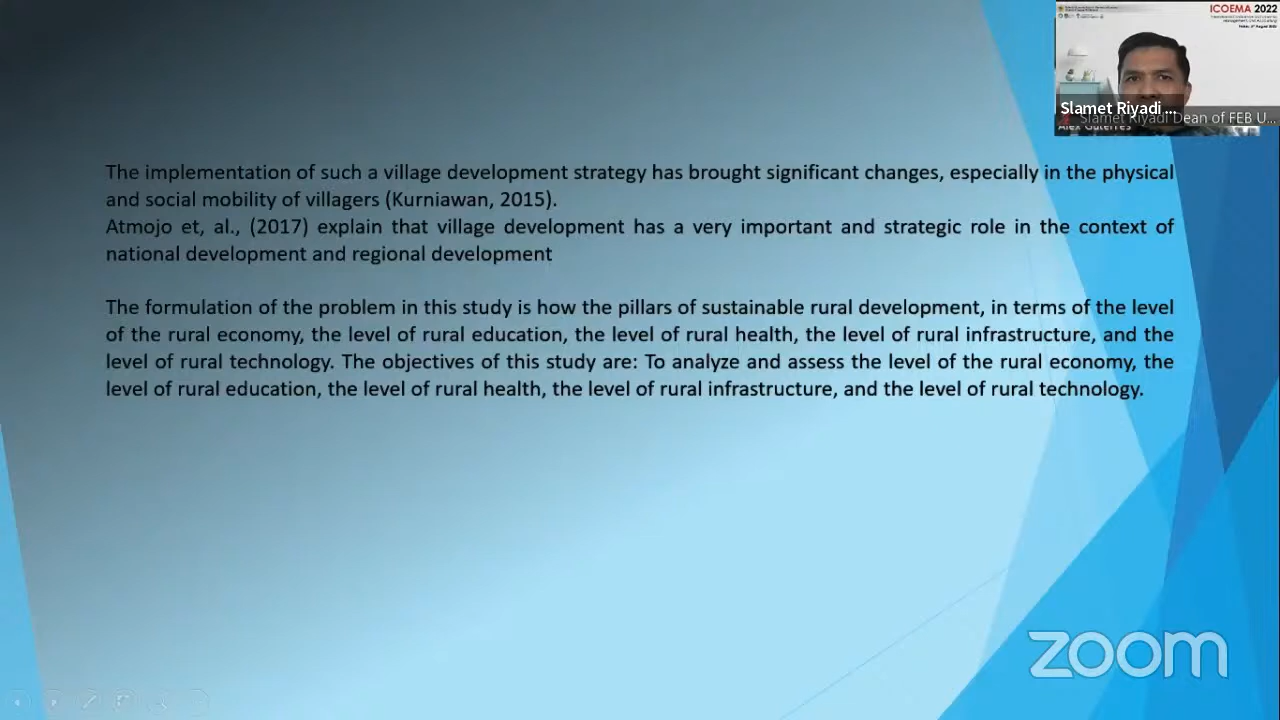 ICOEMA 2022
Slamet Riyadi ...
Slamet Riyadi Dean of FEB U...
Alex Guterres
The implementation of such a village development strategy has brought significant changes, especially in the physical
and social mobility of villagers (Kurniawan, 2015).
Atmojo et, al., (2017) explain that village development has a very important and strategic role in the context of
national development and regional development
The formulation of the problem in this study is how the pillars of sustainable rural development, in terms of the level
of the rural economy, the level of rural education, the level of rural health, the level of rural infrastructure, and the
level of rural technology. The objectives of this study are: To analyze and assess the level of the rural economy, the
level of rural education, the level of rural health, the level of rural infrastructure, and the level of rural technology.
zoom